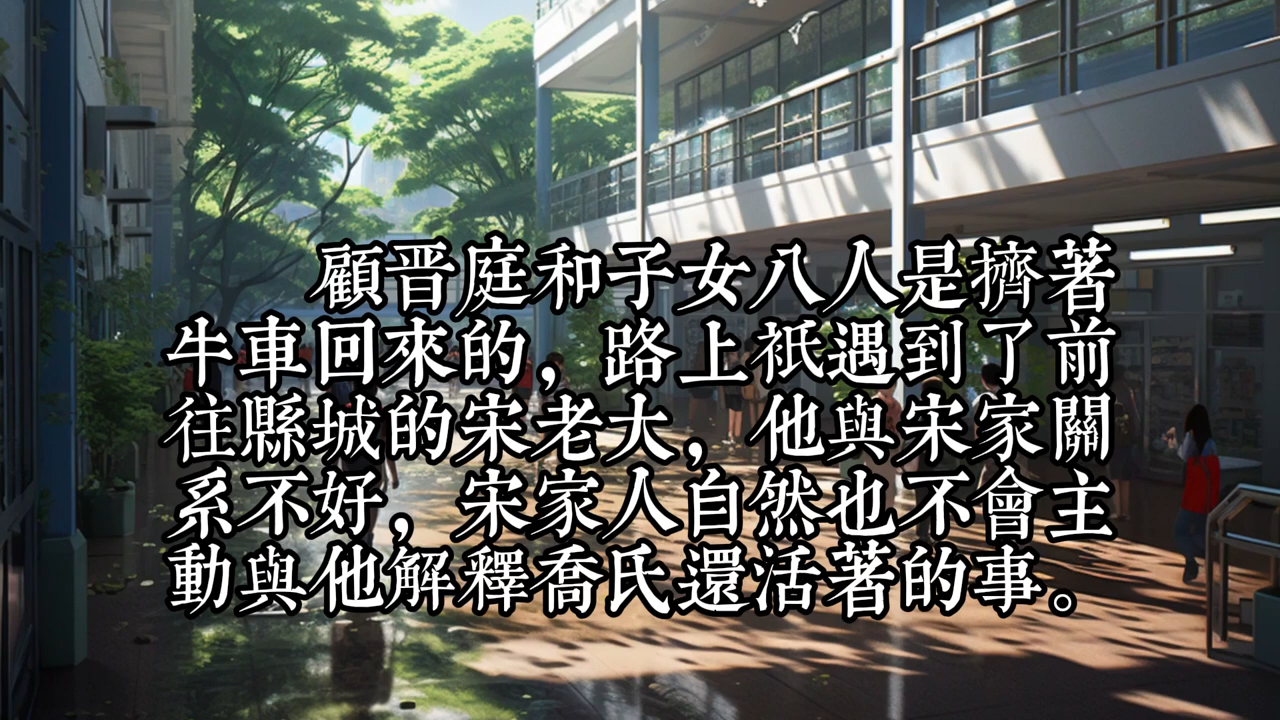 顧晋庭和子女八人是擠著
牛車回來的，路上祇遇到了前
往縣城的宋老大，他與宋家關
系不好，宋家人自然也不會主
動與他解釋喬氏還活著的事。